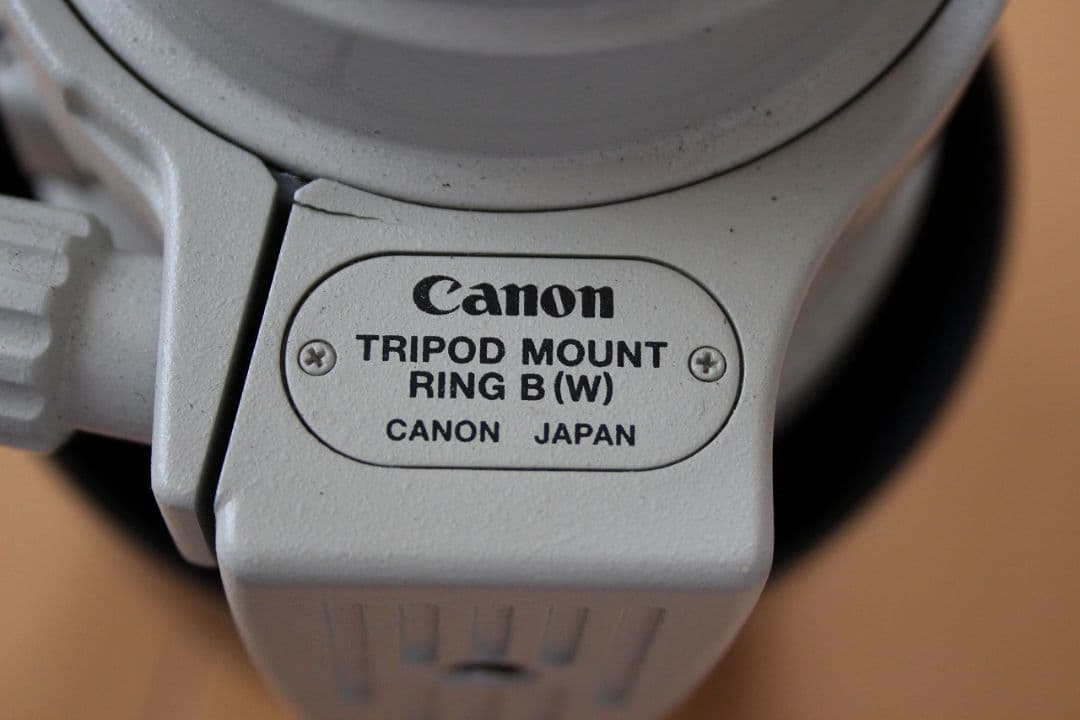 Canon
TRIPOD MOUNT
RING B (W)
CANON JAPAN